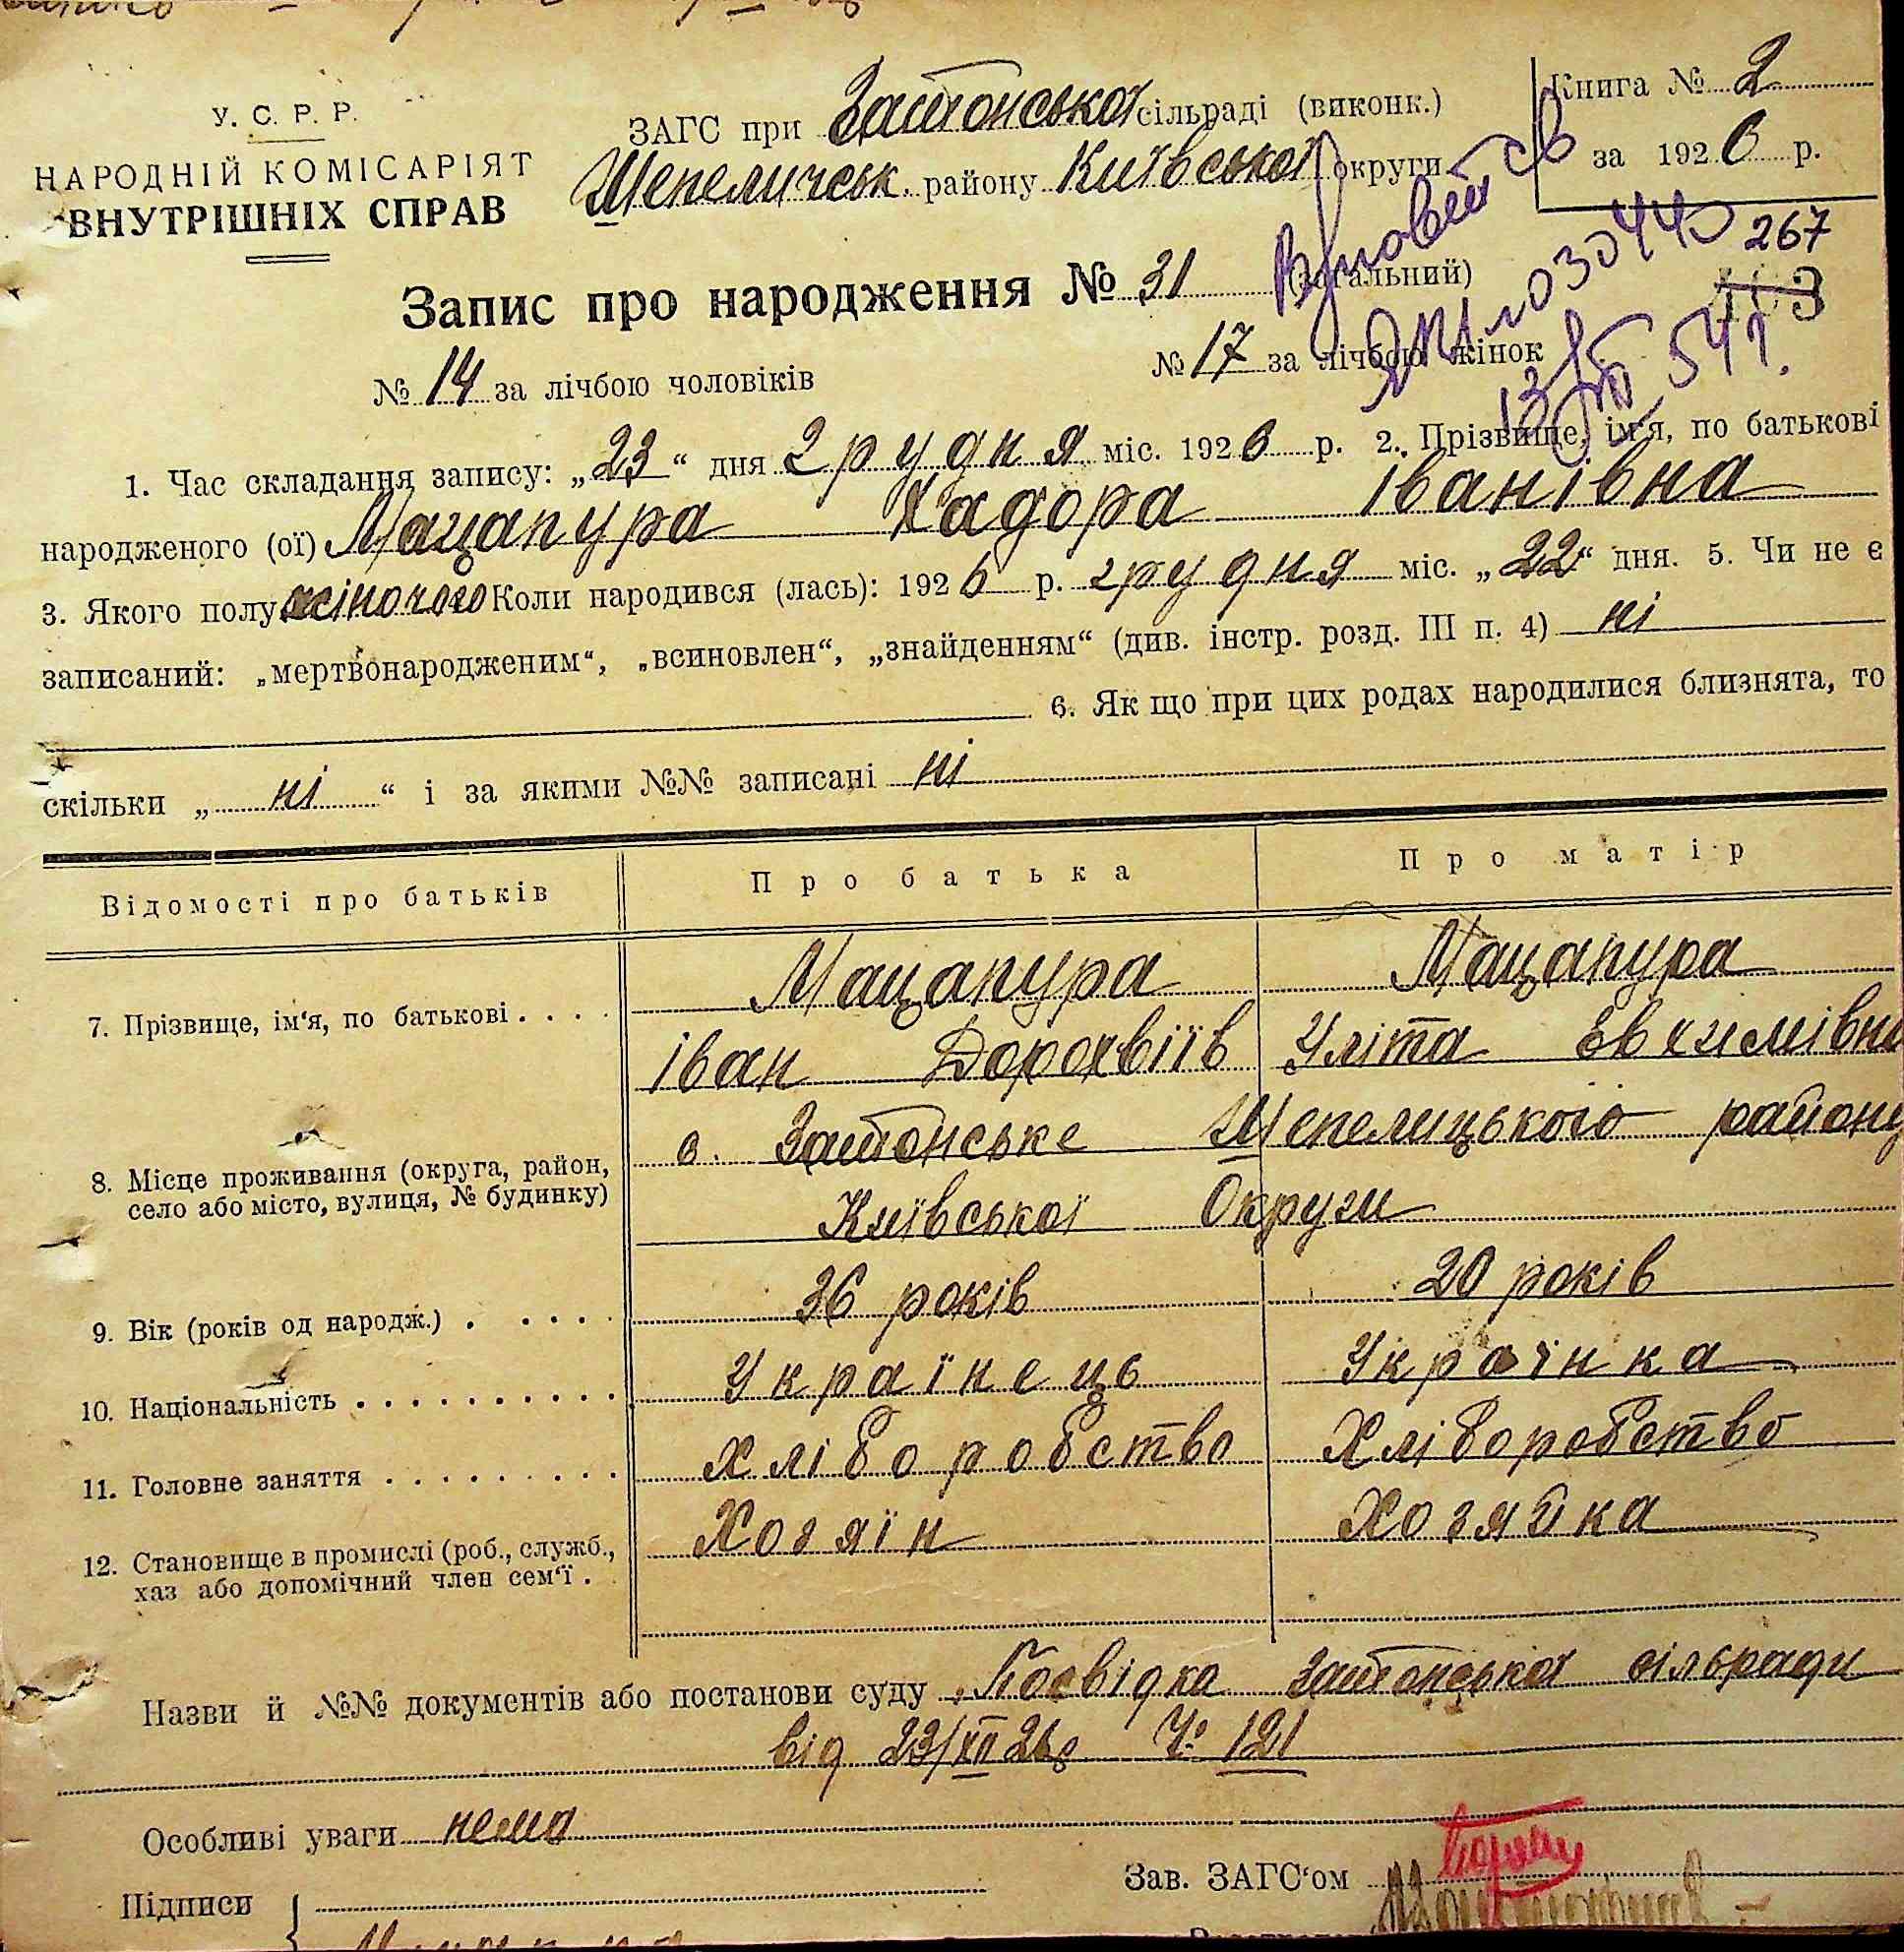 У. С. Р. Р.
НАРОДНІЙ КОМІСАРІЯТ
ВНУТРІШНІХ СПРАВ
ЗАГС при Затонської сільраді (виконк.)
Шепеличськ. району Київської округи
Книга № 2
за 1926 р.
267
Запис про народження № 31 (загальний)
№ 14 за лічбою чоловіків
№ 17 за лічбою жінок
1. Час складання запису: „23“ дня грудня міс. 1926 р. 2. Прізвище, ім'я, по батькові
народженого (ої) Мацапура Хадора Іванівна
3. Якого полу жіночого Коли народився (лась): 1926 р. грудня міс. „22“ дня. 5. Чи не є
записаний: „мертвонародженим“, „всиновлен“, „знайденням“ (див. інстр. розд. III п. 4) ні
6. Як що при цих родах народилися близнята, то
скільки „ ні “ і за якими №№ записані ні
Відомості про батьків Про батька Про матір
Мацапура Мацапура
7. Прізвище, ім'я, по батькові . . . .
Іван Дорохвіїв Уліта Евхимівна
с. Затонське Шепелицького району
8. Місце проживання (округа, район,
село або місто, вулиця, № будинку)
Київської Округи
9. Вік (років од народж.) . . . . . 36 років 20 років
10. Національність . . . . . . . . . . Українець Українка
11. Головне заняття . . . . . . . . . Хліборобство Хліборобство
Хозяїн Хозяйка
12. Становище в промислі (роб., служб.,
хаз або допомічний член сем'ї .
Назви й №№ документів або постанови суду Посвідка Затонської сільради
від 23/XII 26р № 121
Особливі уваги нема
Зав. ЗАГС'ом
Підписи